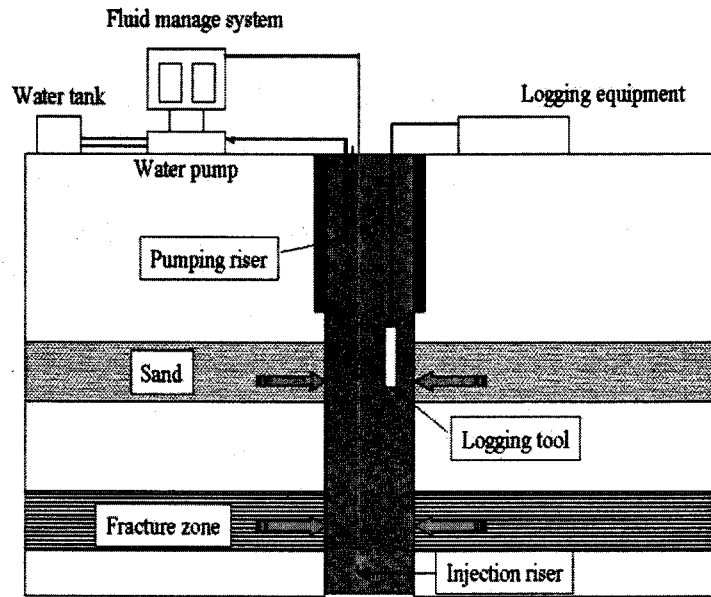 Fluid manage system
Water tank
Logging equipment
Water pump
Pumping riser
Sand
Logging tool
Fracture zone
Injection riser